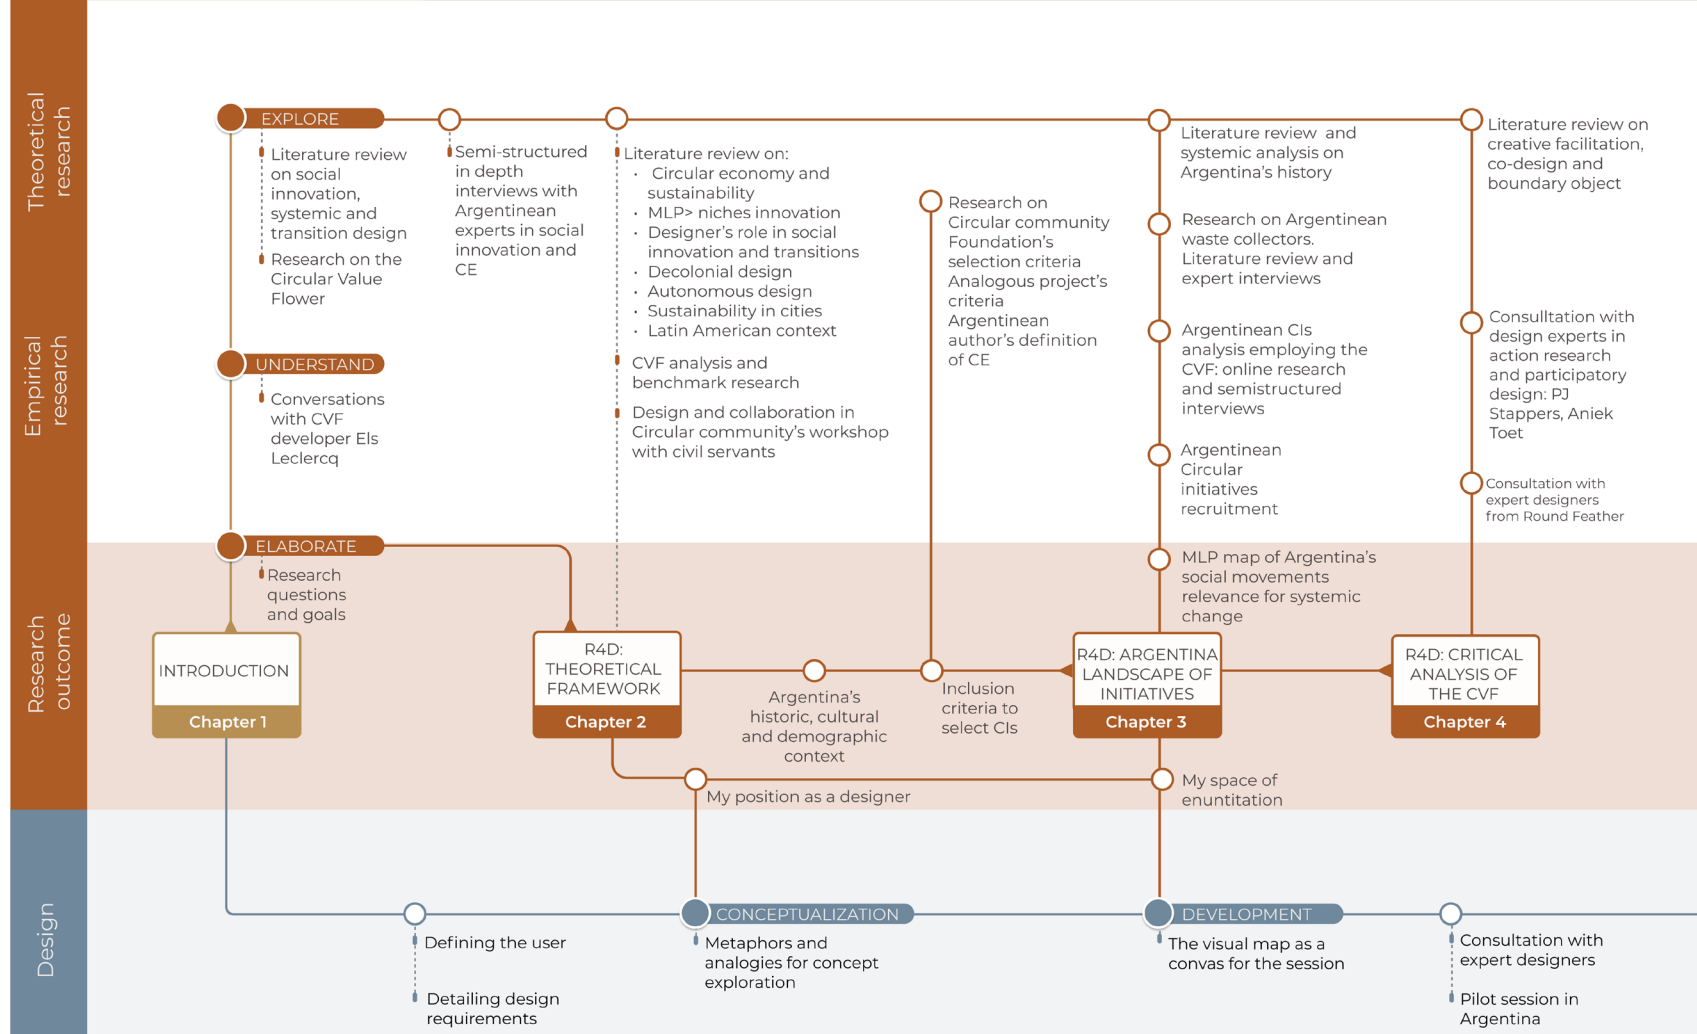 Theoretical
research
EXPLORE
Literature review
on social
innovation,
systemic and
transition design
Research on the
Circular Value
Flower
Semi-structured
in depth
interviews with
Argentinean
experts in social
innovation and
CE
Literature review on:
· Circular economy and
sustainability
· MLP> niches innovation
· Designer's role in social
innovation and transitions
· Decolonial design
· Autonomous design
· Sustainability in cities
· Latin American context
CVF analysis and
benchmark research
Design and collaboration in
Circular community's workshop
with civil servants
Research on
Circular community
Foundation's
selection criteria
Analogous project's
criteria
Argentinean
author's definition
of CE
Literature review and
systemic analysis on
Argentina's history
Research on Argentinean
waste collectors.
Literature review and
expert interviews
Argentinean CIs
analysis employing the
CVF: online research
and semistructured
interviews
Argentinean
Circular
initiatives
recruitment
Literature review on
creative facilitation,
co-design and
boundary object
Consulltation with
design experts in
action research
and participatory
design: PJ
Stappers, Aniek
Toet
Consultation with
expert designers
from Round Feather
Empirical
research
UNDERSTAND
Conversations
with CVF
developer Els
Leclercq
Research
outcome
ELABORATE
Research
questions
and goals
MLP map of Argentina's
social movements
relevance for systemic
change
INTRODUCTION
Chapter 1
R4D:
THEORETICAL
FRAMEWORK
Chapter 2
Argentina's
historic, cultural
and demographic
context
Inclusion
criteria to
select CIs
R4D: ARGENTINA
LANDSCAPE OF
INITIATIVES
Chapter 3
R4D: CRITICAL
ANALYSIS OF
THE CVF
Chapter 4
My position as a designer
My space of
enuntitation
Design
Defining the user
Detailing design
requirements
CONCEPTUALIZATION
Metaphors and
analogies for concept
exploration
DEVELOPMENT
The visual map as a
convas for the session
Consultation with
expert designers
Pilot session in
Argentina